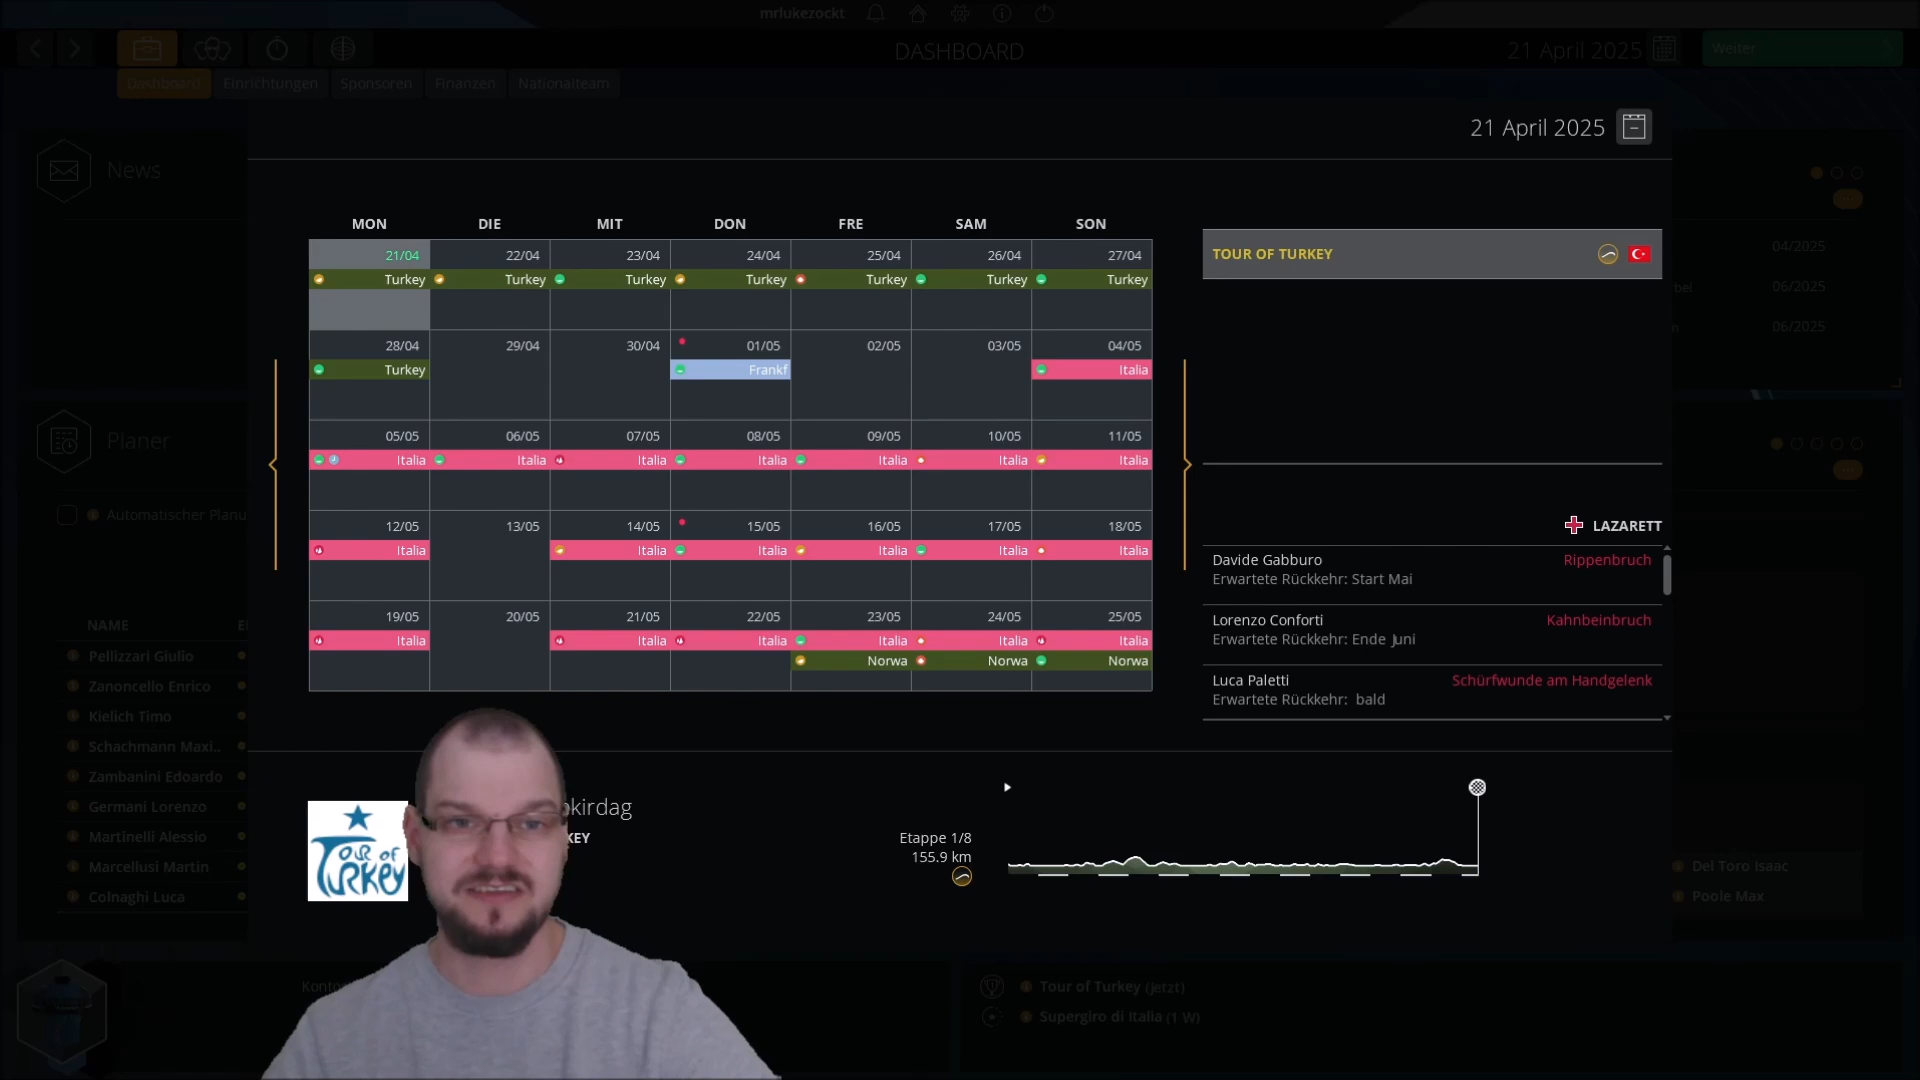 mrlukezockt
DASHBOARD
21 April 2025
Weiter
Dashboard
Einrichtungen
Sponsoren
Finanzen
Nationalteam
21 April 2025
News
04/2025
06/2025
06/2025
MON DIE MIT DON FRE SAM SON
21/04 22/04 23/04 24/04 25/04 26/04 27/04
Turkey Turkey Turkey Turkey Turkey Turkey Turkey
28/04 29/04 30/04 01/05 02/05 03/05 04/05
Turkey Frankf Italia
05/05 06/05 07/05 08/05 09/05 10/05 11/05
Italia Italia Italia Italia Italia Italia Italia
12/05 13/05 14/05 15/05 16/05 17/05 18/05
Italia Italia Italia Italia Italia Italia
19/05 20/05 21/05 22/05 23/05 24/05 25/05
Italia Italia Italia Italia Italia Italia
Norwa Norwa Norwa
TOUR OF TURKEY
LAZARETT
Davide Gabburo Rippenbruch
Erwartete Rückkehr: Start Mai
Lorenzo Conforti Kahnbeinbruch
Erwartete Rückkehr: Ende Juni
Luca Paletti Schürfwunde am Handgelenk
Erwartete Rückkehr: bald
Planer
Automatischer Planu
NAME
Pellizzari Giulio
Zanoncello Enrico
Kielich Timo
Schachmann Maxi..
Zambanini Edoardo
Germani Lorenzo
Martinelli Alessio
Marcellusi Martin
Colnaghi Luca
TOUR OF TURKEY
kirdag
KEY
Etappe 1/8
155.9 km
Del Toro Isaac
Poole Max
Konto
Tour of Turkey (jetzt)
Supergiro di Italia (1 W)